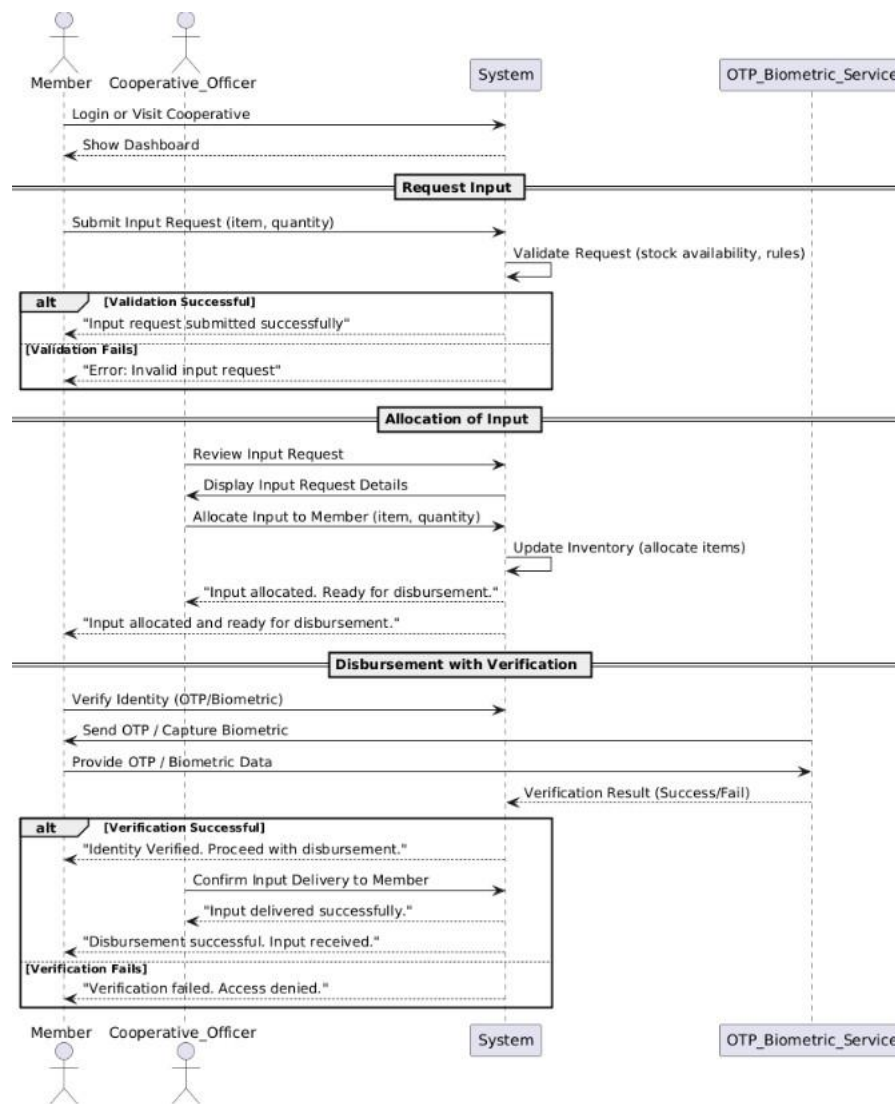 Member Cooperative_Officer System OTP_Biometric_Service
Login or Visit Cooperative
Show Dashboard
Request Input
Submit Input Request (item, quantity)
Validate Request (stock availability, rules)
alt [Validation Successful]
"Input request submitted successfully"
[Validation Fails]
"Error: Invalid input request"
Allocation of Input
Review Input Request
Display Input Request Details
Allocate Input to Member (item, quantity)
Update Inventory (allocate items)
"Input allocated. Ready for disbursement."
"Input allocated and ready for disbursement."
Disbursement with Verification
Verify Identity (OTP/Biometric)
Send OTP / Capture Biometric
Provide OTP / Biometric Data
Verification Result (Success/Fail)
alt [Verification Successful]
"Identity Verified. Proceed with disbursement."
Confirm Input Delivery to Member
"Input delivered successfully."
"Disbursement successful. Input received."
[Verification Fails]
"Verification failed. Access denied."
Member Cooperative_Officer System OTP_Biometric_Service